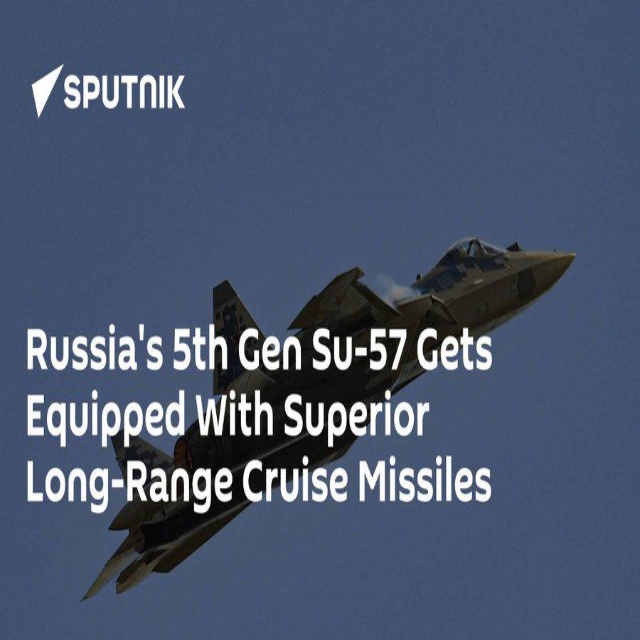 SPUTNIK
Russia's 5th Gen Su-57 Gets
Equipped With Superior
Long-Range Cruise Missiles